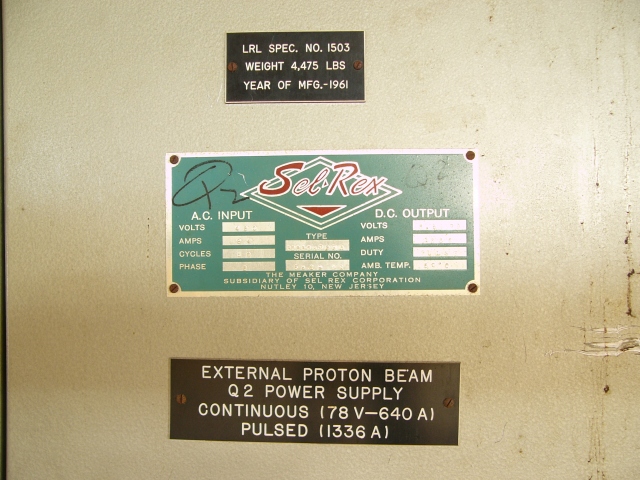 LRL SPEC. NO. 1503
WEIGHT 4,475 LBS
YEAR OF MFG.-1961
Q2
Sel-Rex
A.C. INPUT
D.C. OUTPUT
VOLTS
VOLTS
AMPS
TYPE
AMPS
CYCLES
SERIAL NO.
DUTY
PHASE
AMB. TEMP.
THE MEAKER COMPANY
SUBSIDIARY OF SEL REX CORPORATION
NUTLEY 10, NEW JERSEY
EXTERNAL PROTON BEAM
Q2 POWER SUPPLY
CONTINUOUS (78 V—640 A)
PULSED (1336 A)